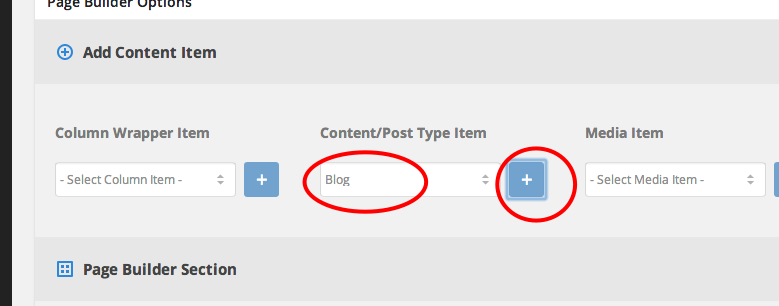 Page Builder Options
Add Content Item
Column Wrapper Item
Content/Post Type Item
Media Item
- Select Column Item -
+
Blog
+
- Select Media Item -
Page Builder Section